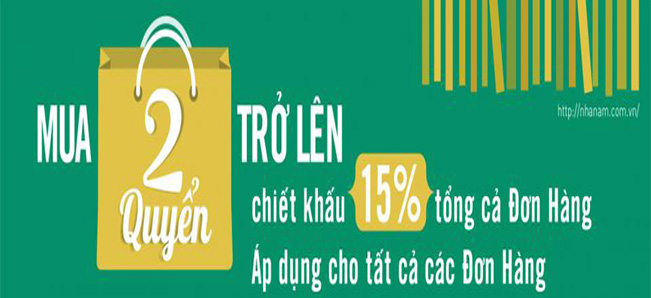 http://nhanam.com.vn/
MUA 2 Quyển TRỞ LÊN
chiết khấu 15% tổng cả Đơn Hàng
Áp dụng cho tất cả các Đơn Hàng